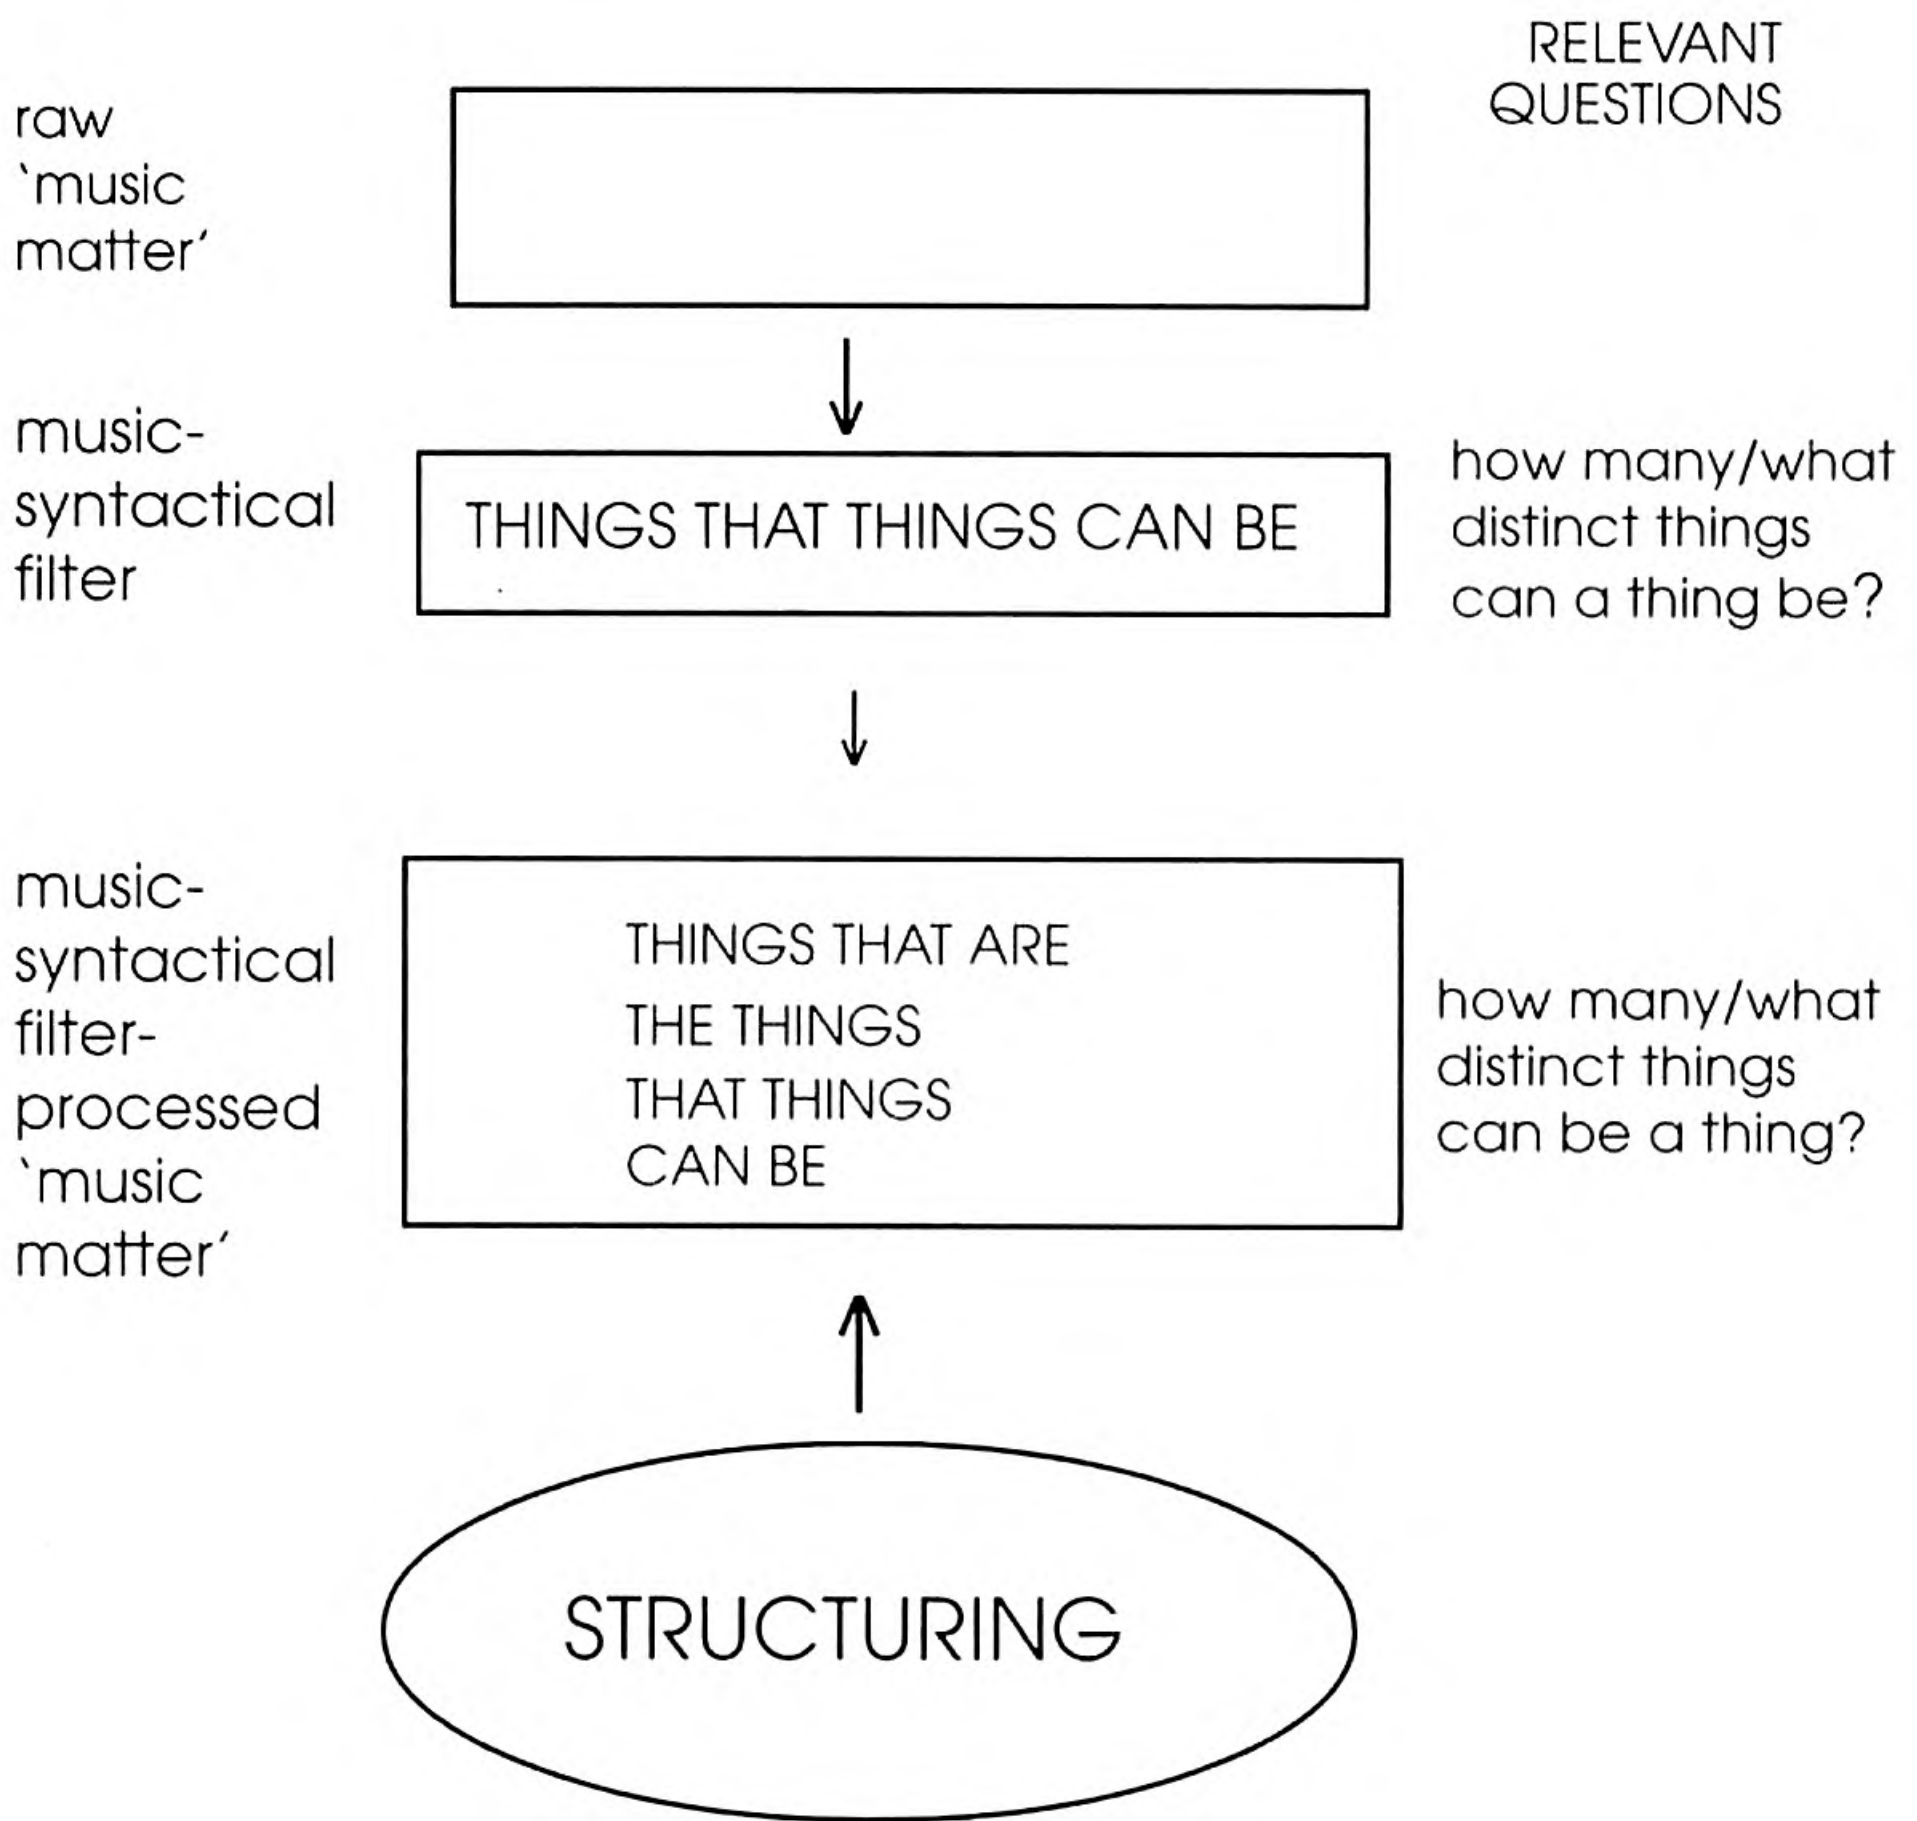 RELEVANT
QUESTIONS
raw
‵music
matter′
music-
syntactical
filter
THINGS THAT THINGS CAN BE
how many/what
distinct things
can a thing be?
music-
syntactical
filter-
processed
‵music
matter′
THINGS THAT ARE
THE THINGS
THAT THINGS
CAN BE
how many/what
distinct things
can be a thing?
STRUCTURING